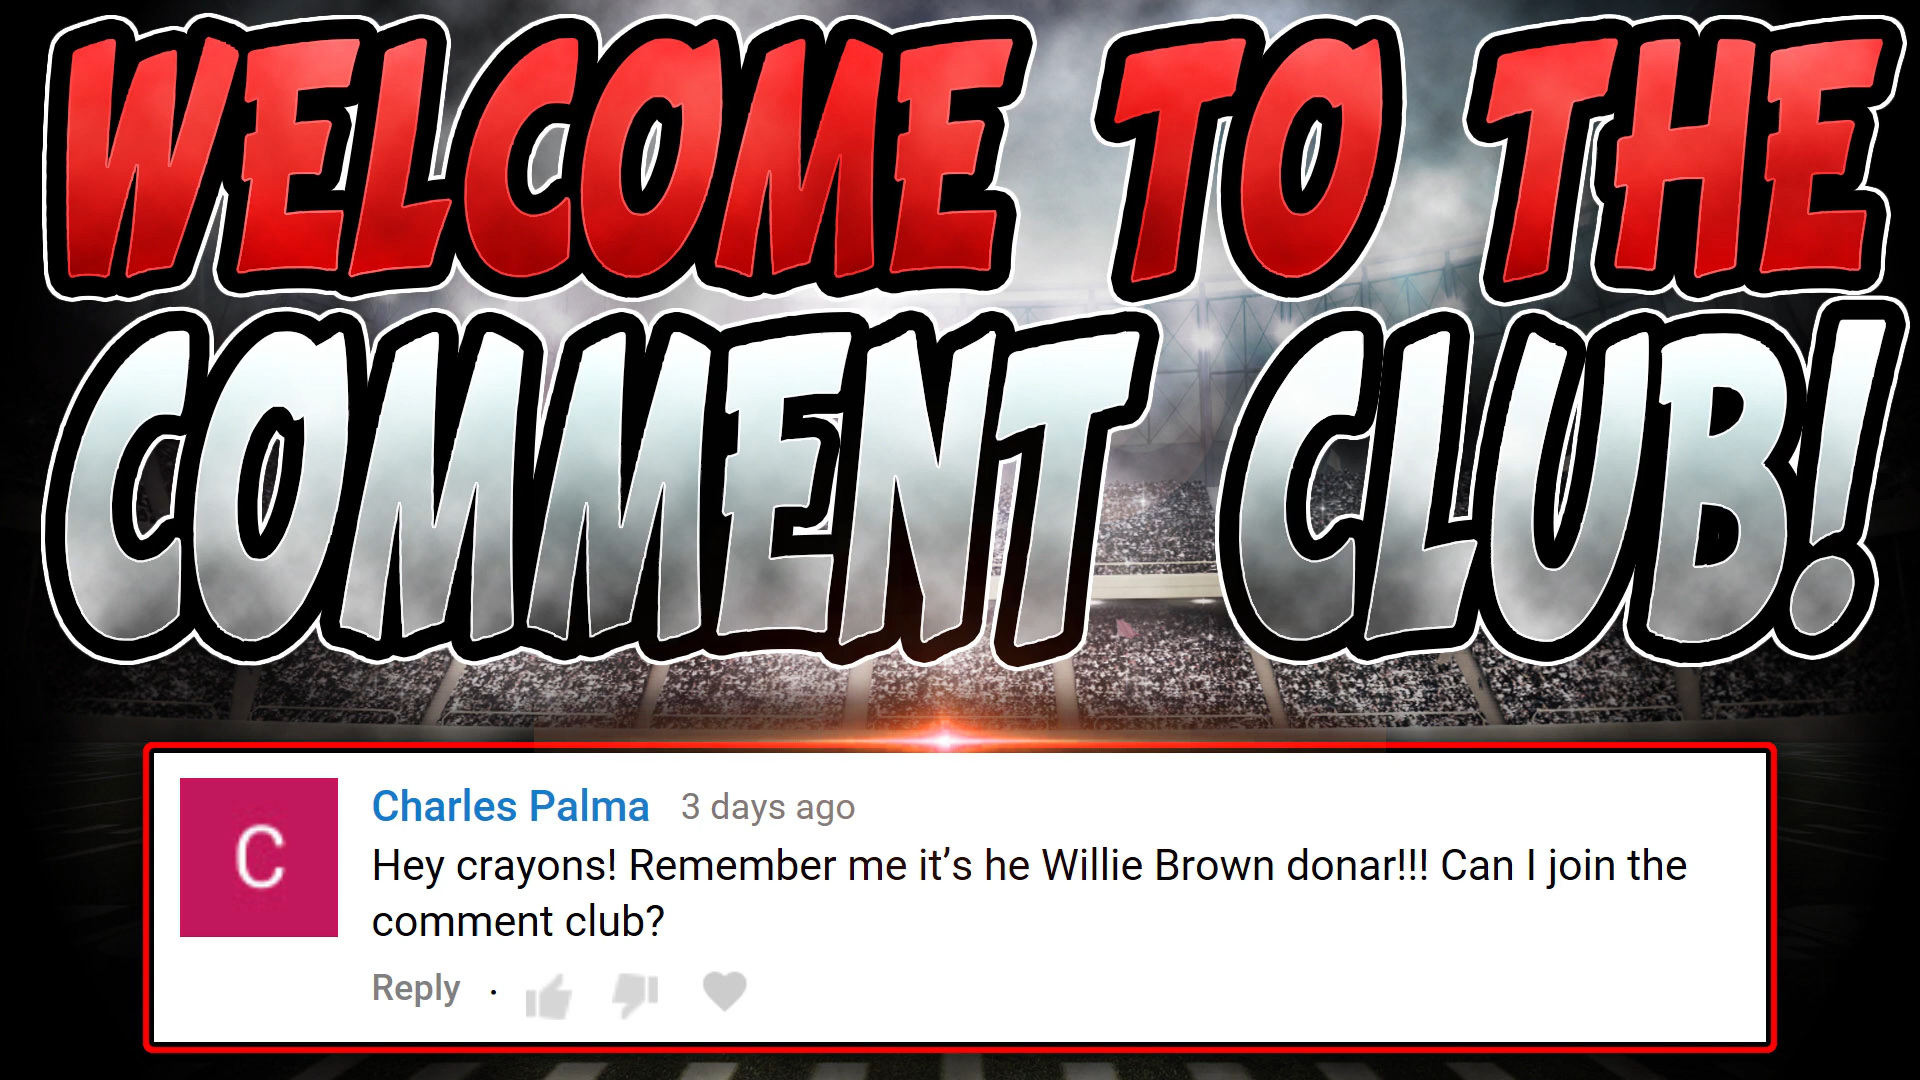 WELCOME TO THE
COMMENT CLUB!
C
Charles Palma 3 days ago
Hey crayons! Remember me it’s he Willie Brown donar!!! Can I join the
comment club?
Reply ·